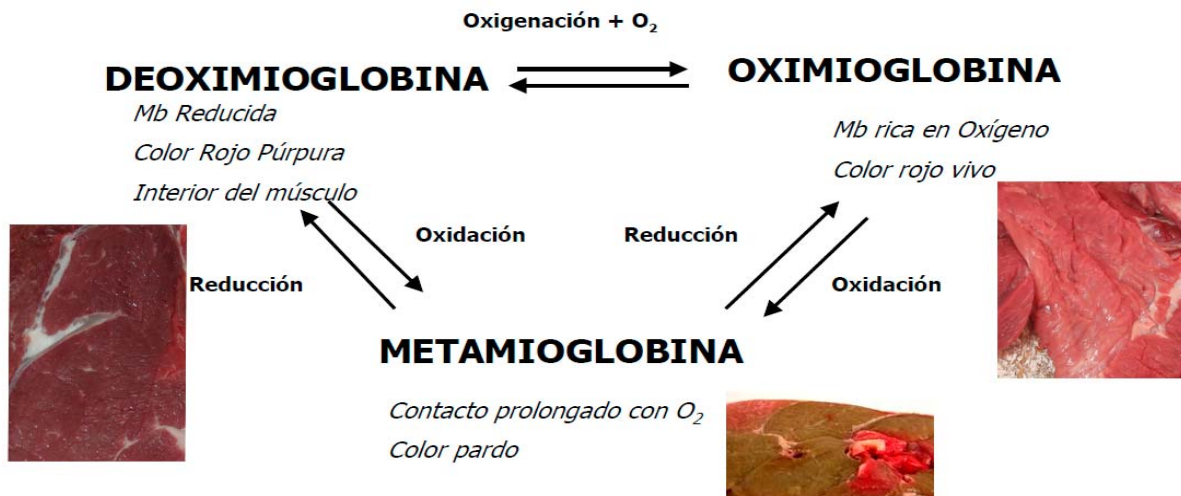 Oxigenación + O₂
DEOXIMIOGLOBINA
OXIMIOGLOBINA
Mb Reducida
Color Rojo Púrpura
Interior del músculo
Mb rica en Oxígeno
Color rojo vivo
Oxidación
Reducción
Reducción
Oxidación
METAMIOGLOBINA
Contacto prolongado con O₂
Color pardo